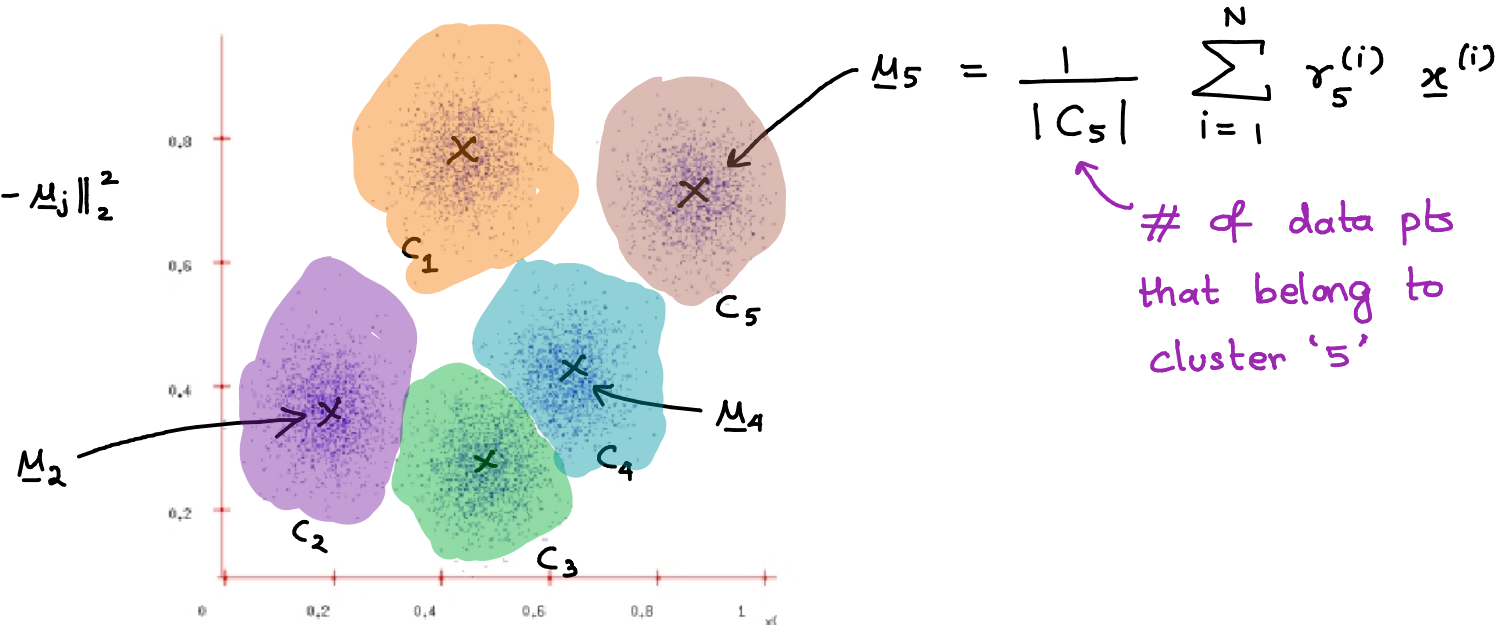 μ₅ = 1 / |C₅| Σ_{i=1}^{N} r₅^{(i)} x^{(i)}
# of data pts
that belong to
cluster '5'
- μⱼ‖₂²
C₁
C₅
μ₄
C₄
μ₂
C₂
C₃
0.8
0.6
0.4
0.2
0 0.2 0.4 0.6 0.8 1